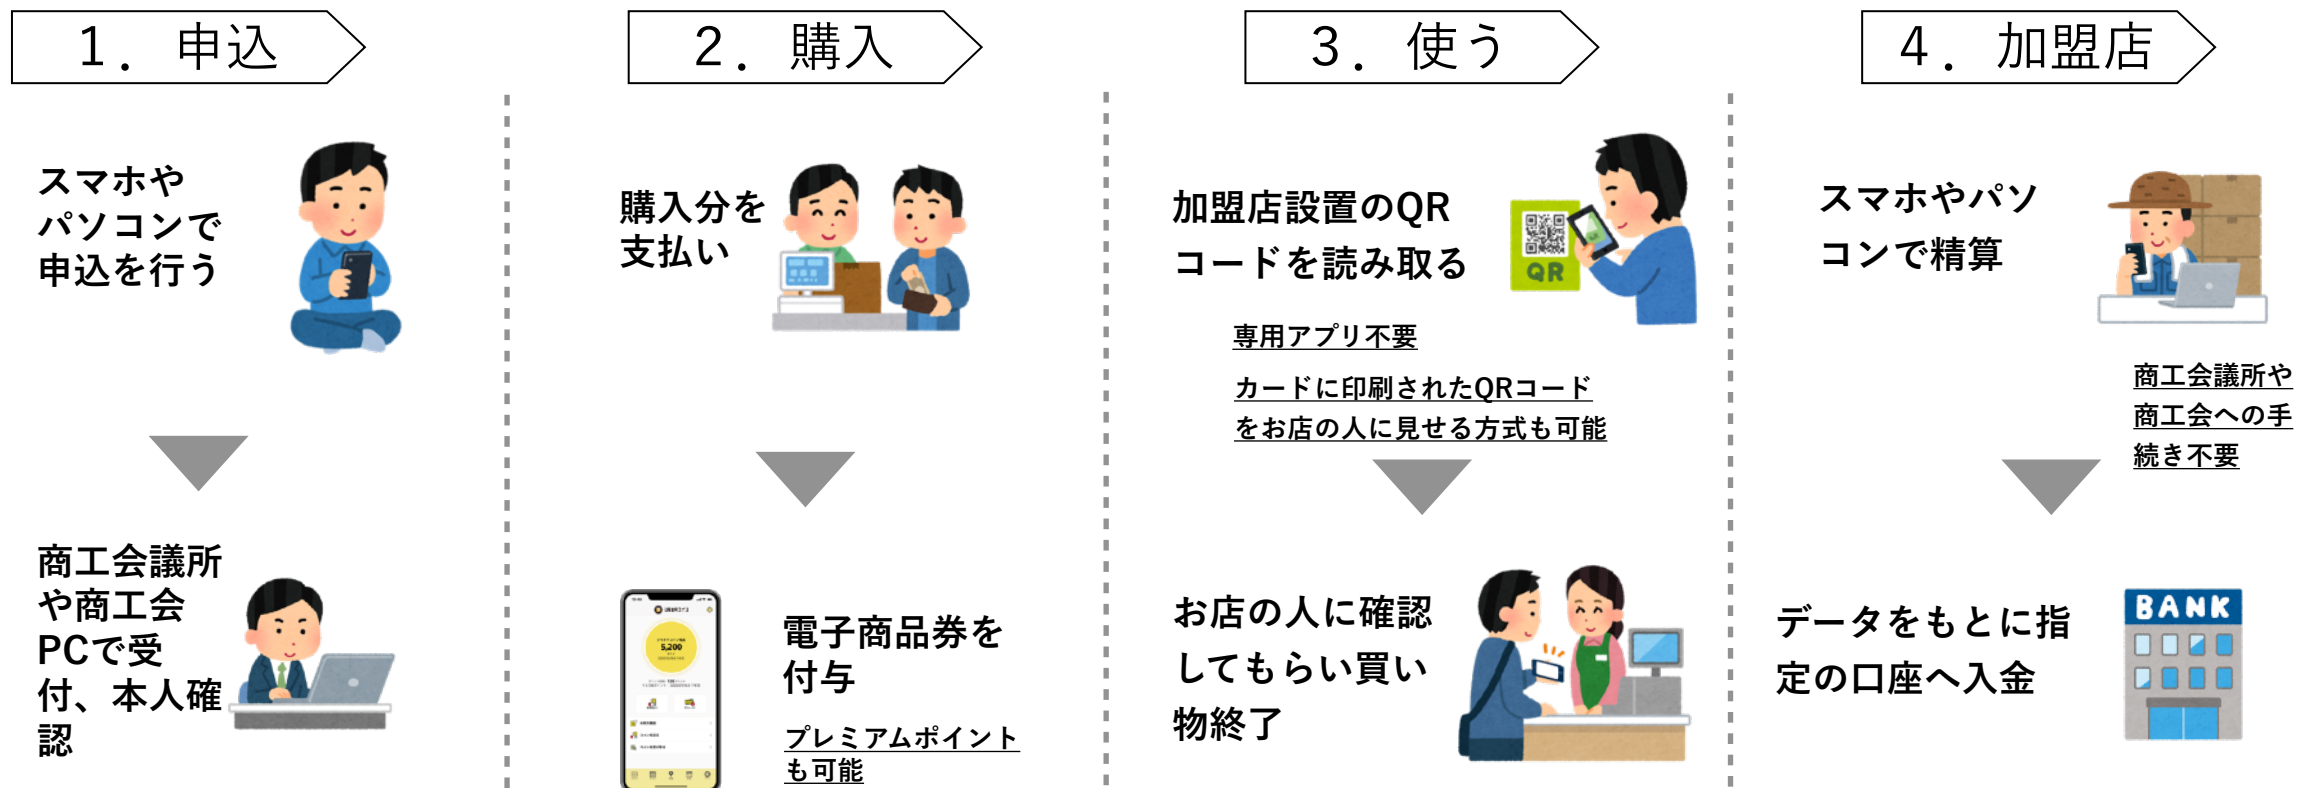 1．申込
スマホや
パソコンで
申込を行う
商工会議所
や商工会
PCで受
付、本人確
認
2．購入
購入分を
支払い
5,200
電子商品券を
付与
プレミアムポイント
も可能
3．使う
加盟店設置のQR
コードを読み取る
QR
専用アプリ不要
カードに印刷されたQRコード
をお店の人に見せる方式も可能
お店の人に確認
してもらい買い
物終了
4．加盟店
スマホやパソ
コンで精算
商工会議所や
商工会への手
続き不要
データをもとに指
定の口座へ入金
BANK